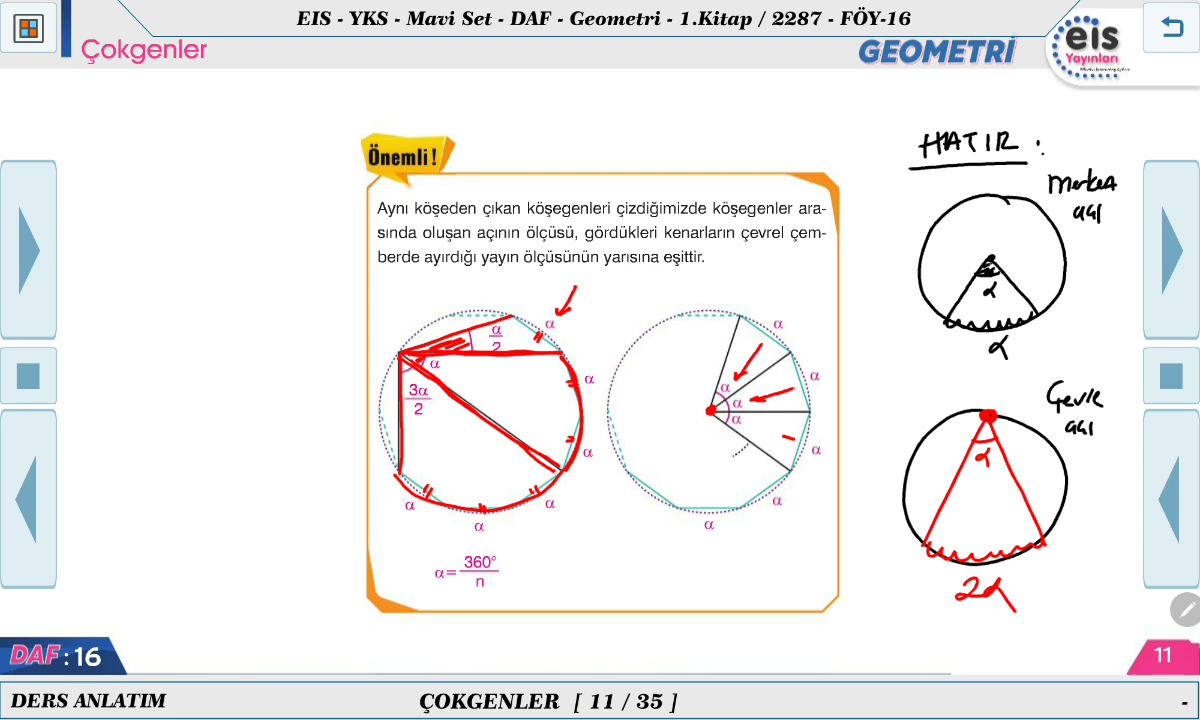 EIS - YKS - Mavi Set - DAF - Geometri - 1.Kitap / 2287 - FÖY-16
Çokgenler
GEOMETRİ
eis
Yayınları
HATIR :
Merkez
açı
Önemli!
Aynı köşeden çıkan köşegenleri çizdiğimizde köşegenler ara-
sında oluşan açının ölçüsü, gördükleri kenarların çevrel çem-
berde ayırdığı yayın ölçüsünün yarısına eşittir.
α
α
2
α
3α
2
α
α
α
α
α
α = 360°
n
α
α
α
α
α
α
α
α
α
α
Çevre
açı
α
2α
DAF : 16
11
DERS ANLATIM
ÇOKGENLER [ 11 / 35 ]
-